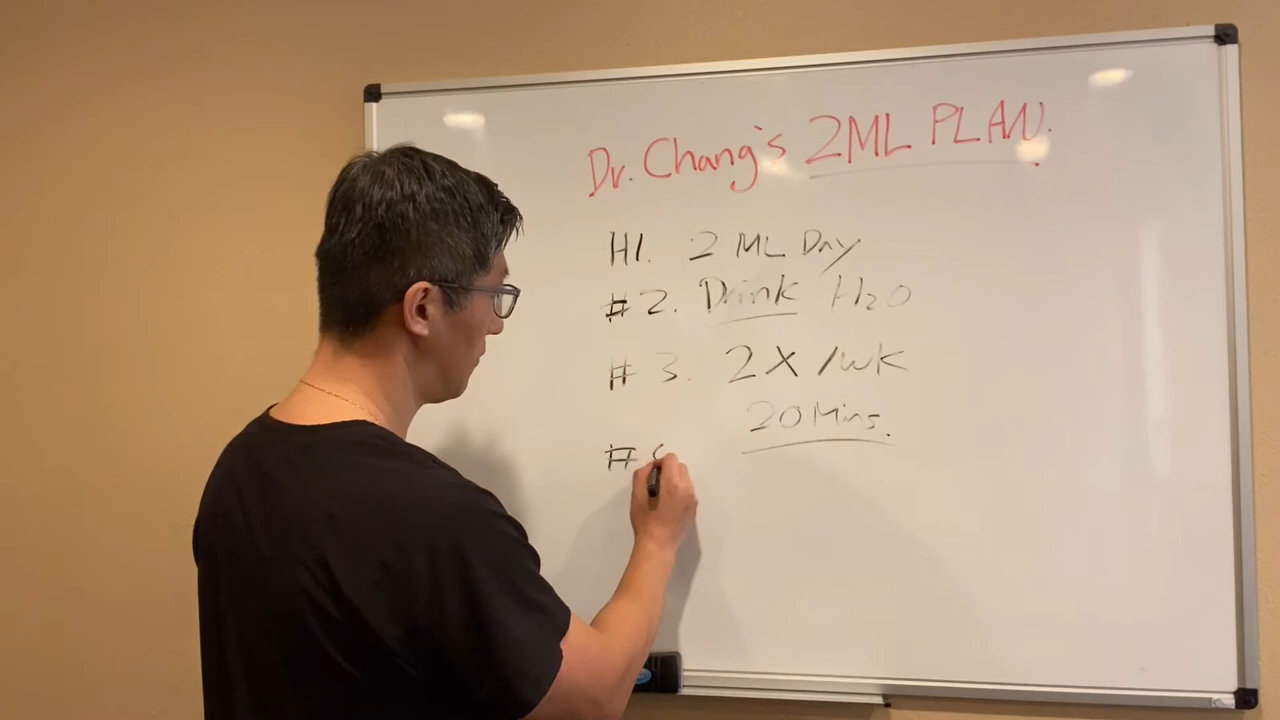 Dr. Chang's 2ML PLAN.
#1. 2 ML Day
#2. Drink H2O
#3. 2X /wk
20 Mins.
#